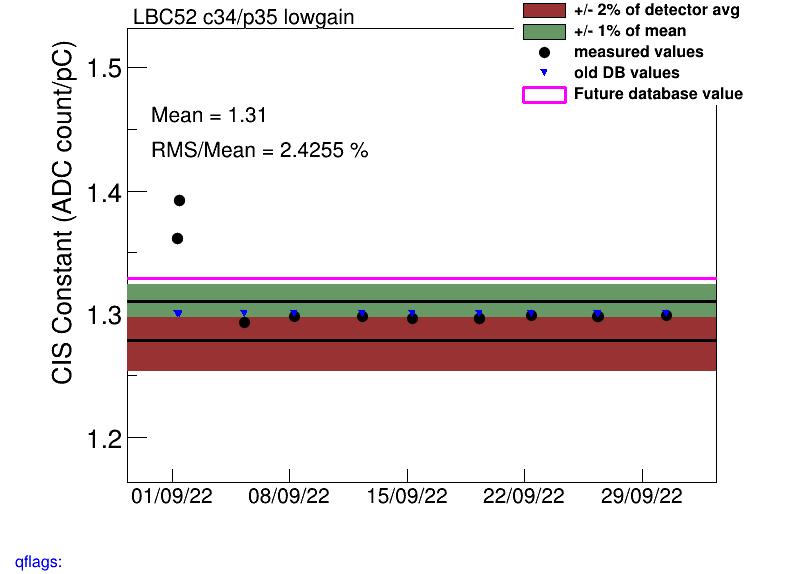 LBC52 c34/p35 lowgain
+/- 2% of detector avg
+/- 1% of mean
measured values
old DB values
Future database value
Mean = 1.31
RMS/Mean = 2.4255 %
CIS Constant (ADC count/pC)
1.5
1.4
1.3
1.2
01/09/22 08/09/22 15/09/22 22/09/22 29/09/22
qflags: